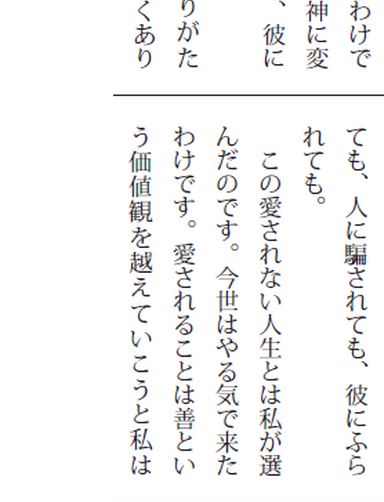 わけで
神に変
、彼に
りがた
くあり
ても、人に騙されても、彼にふら
れても。
この愛されない人生とは私が選
んだのです。今世はやる気で来た
わけです。愛されることは善とい
う価値観を越えていこうと私は